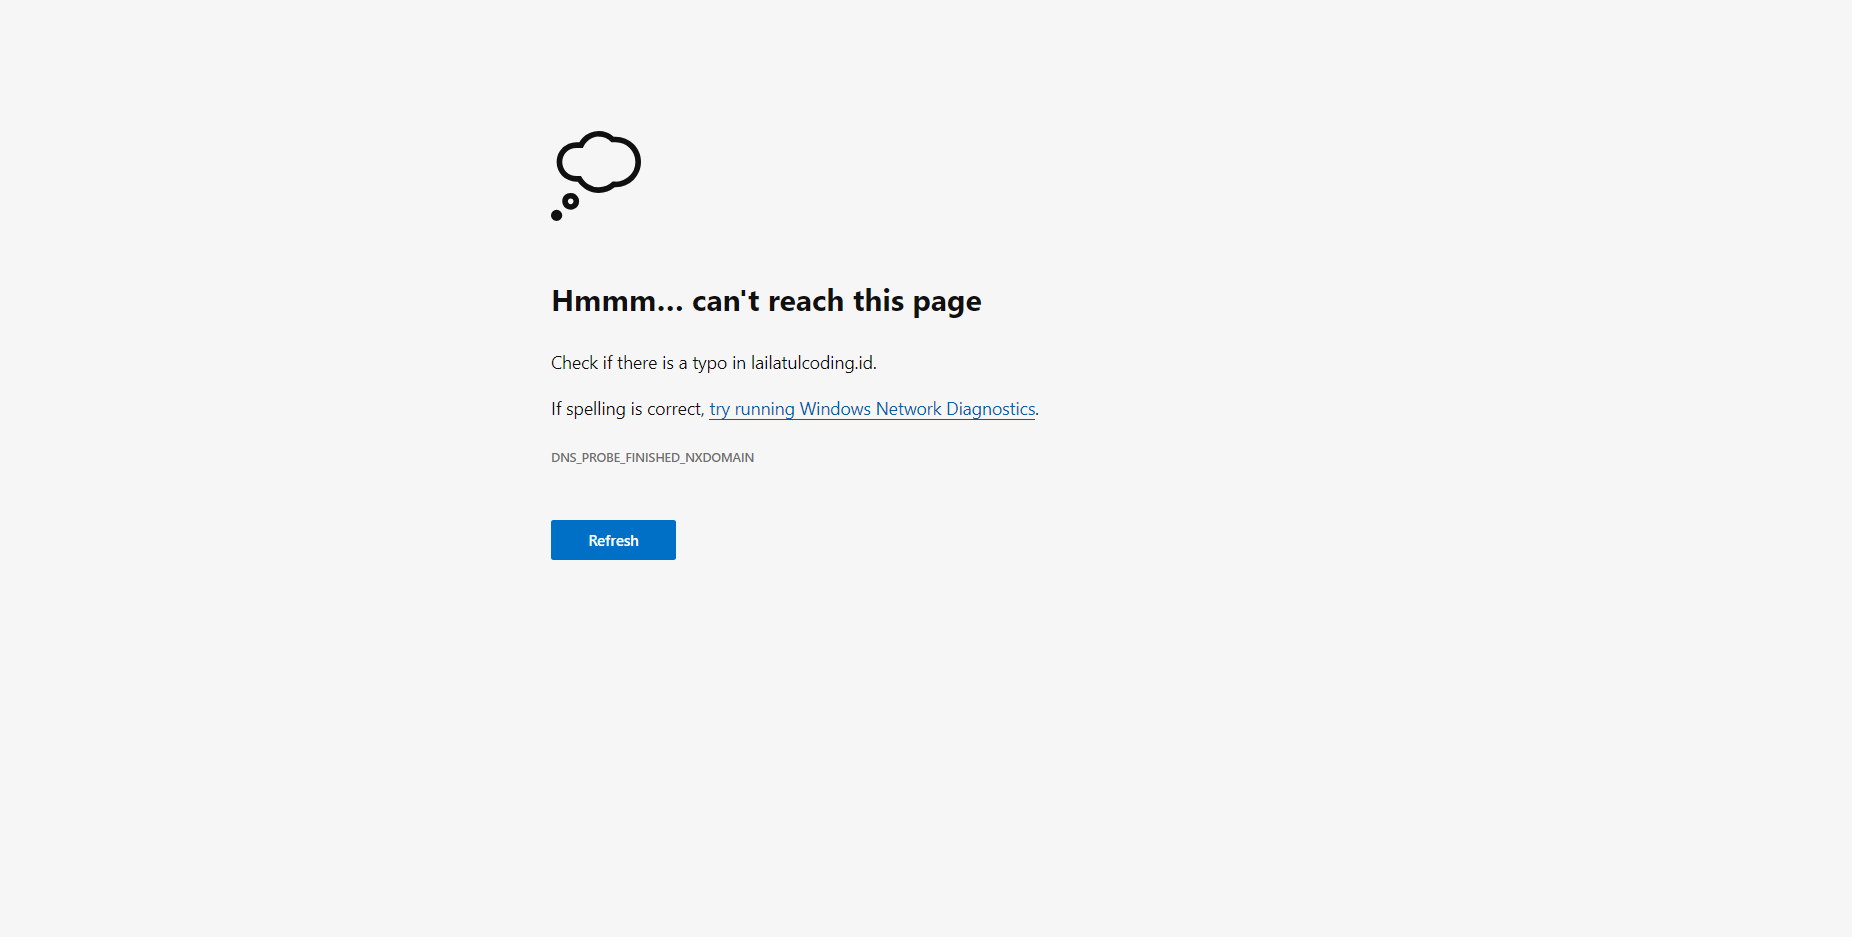 Hmmm... can't reach this page
Check if there is a typo in lailatulcoding.id.
If spelling is correct, try running Windows Network Diagnostics.
DNS_PROBE_FINISHED_NXDOMAIN
Refresh